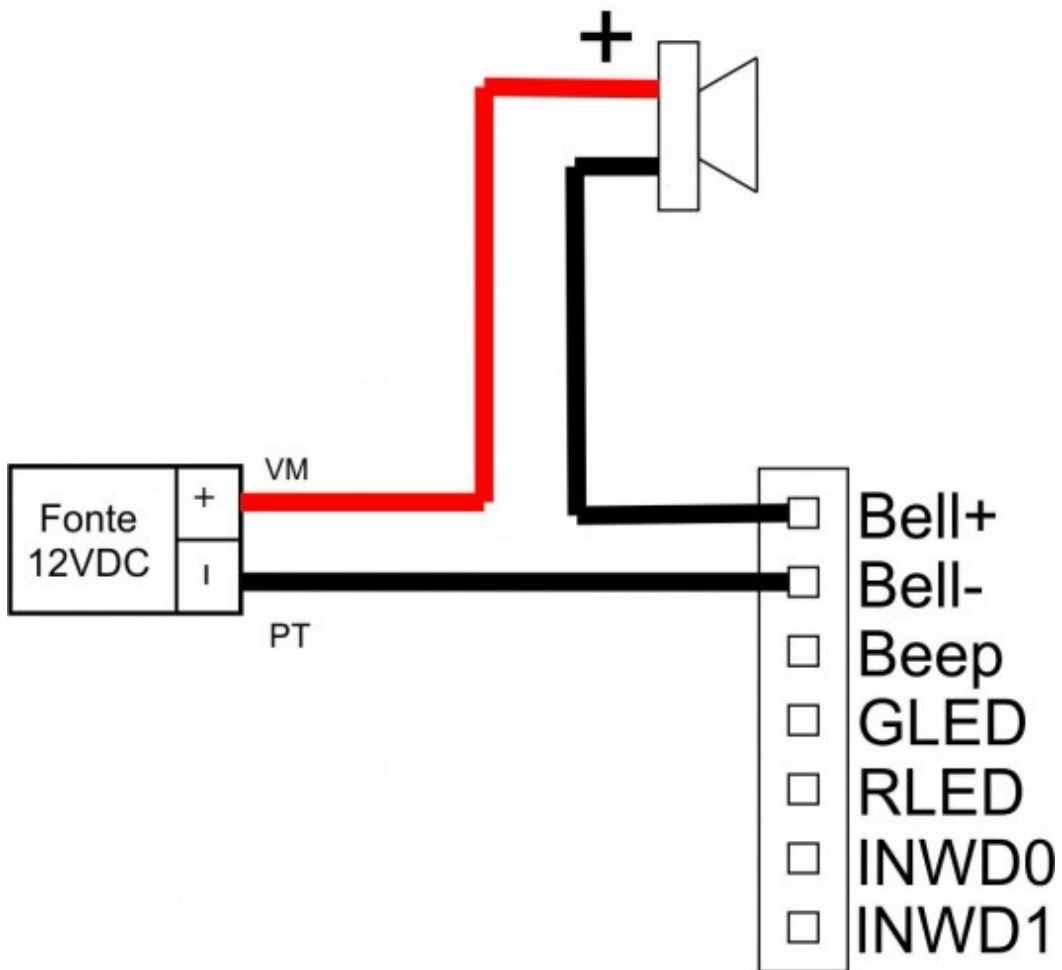 +
VM
+
Fonte
12VDC
-
PT
Bell+
Bell-
Beep
GLED
RLED
INWD0
INWD1